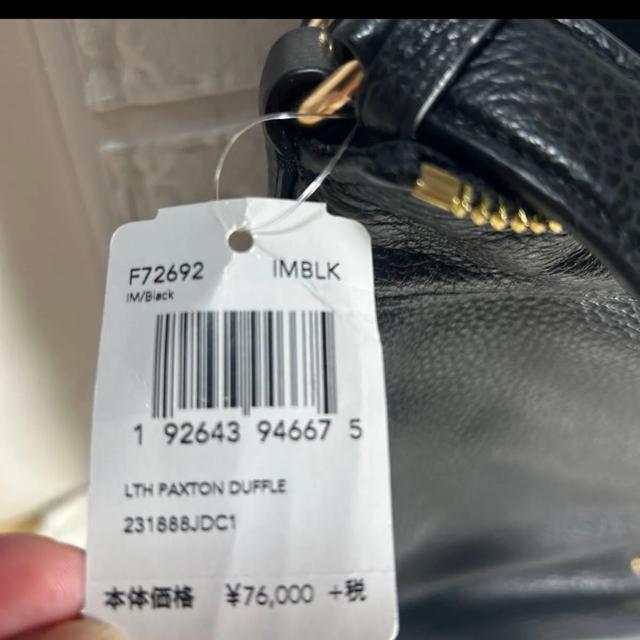 F72692 IMBLK
IM/Black
1 92643 94667 5
LTH PAXTON DUFFLE
231888JDC1
本体価格 ¥76,000 +税